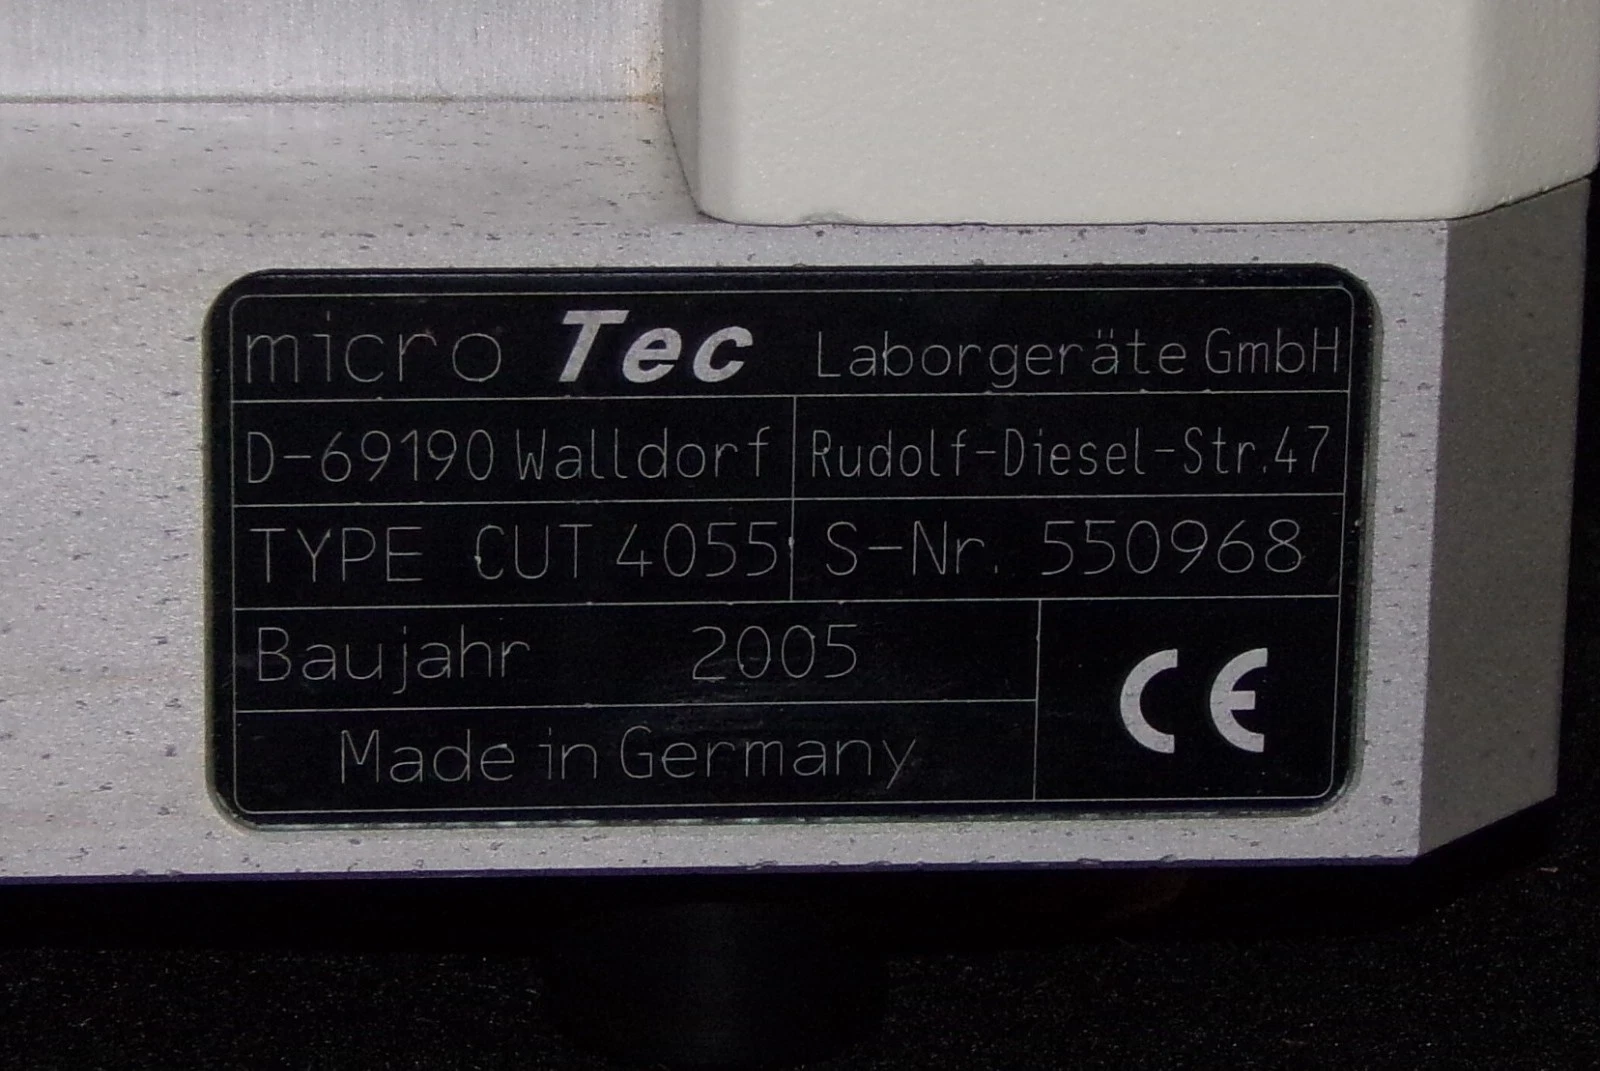 micro Tec Laborgeräte GmbH
D-69190 Walldorf Rudolf-Diesel-Str.47
TYPE CUT 4055 S-Nr. 550968
Baujahr 2005
CE
Made in Germany